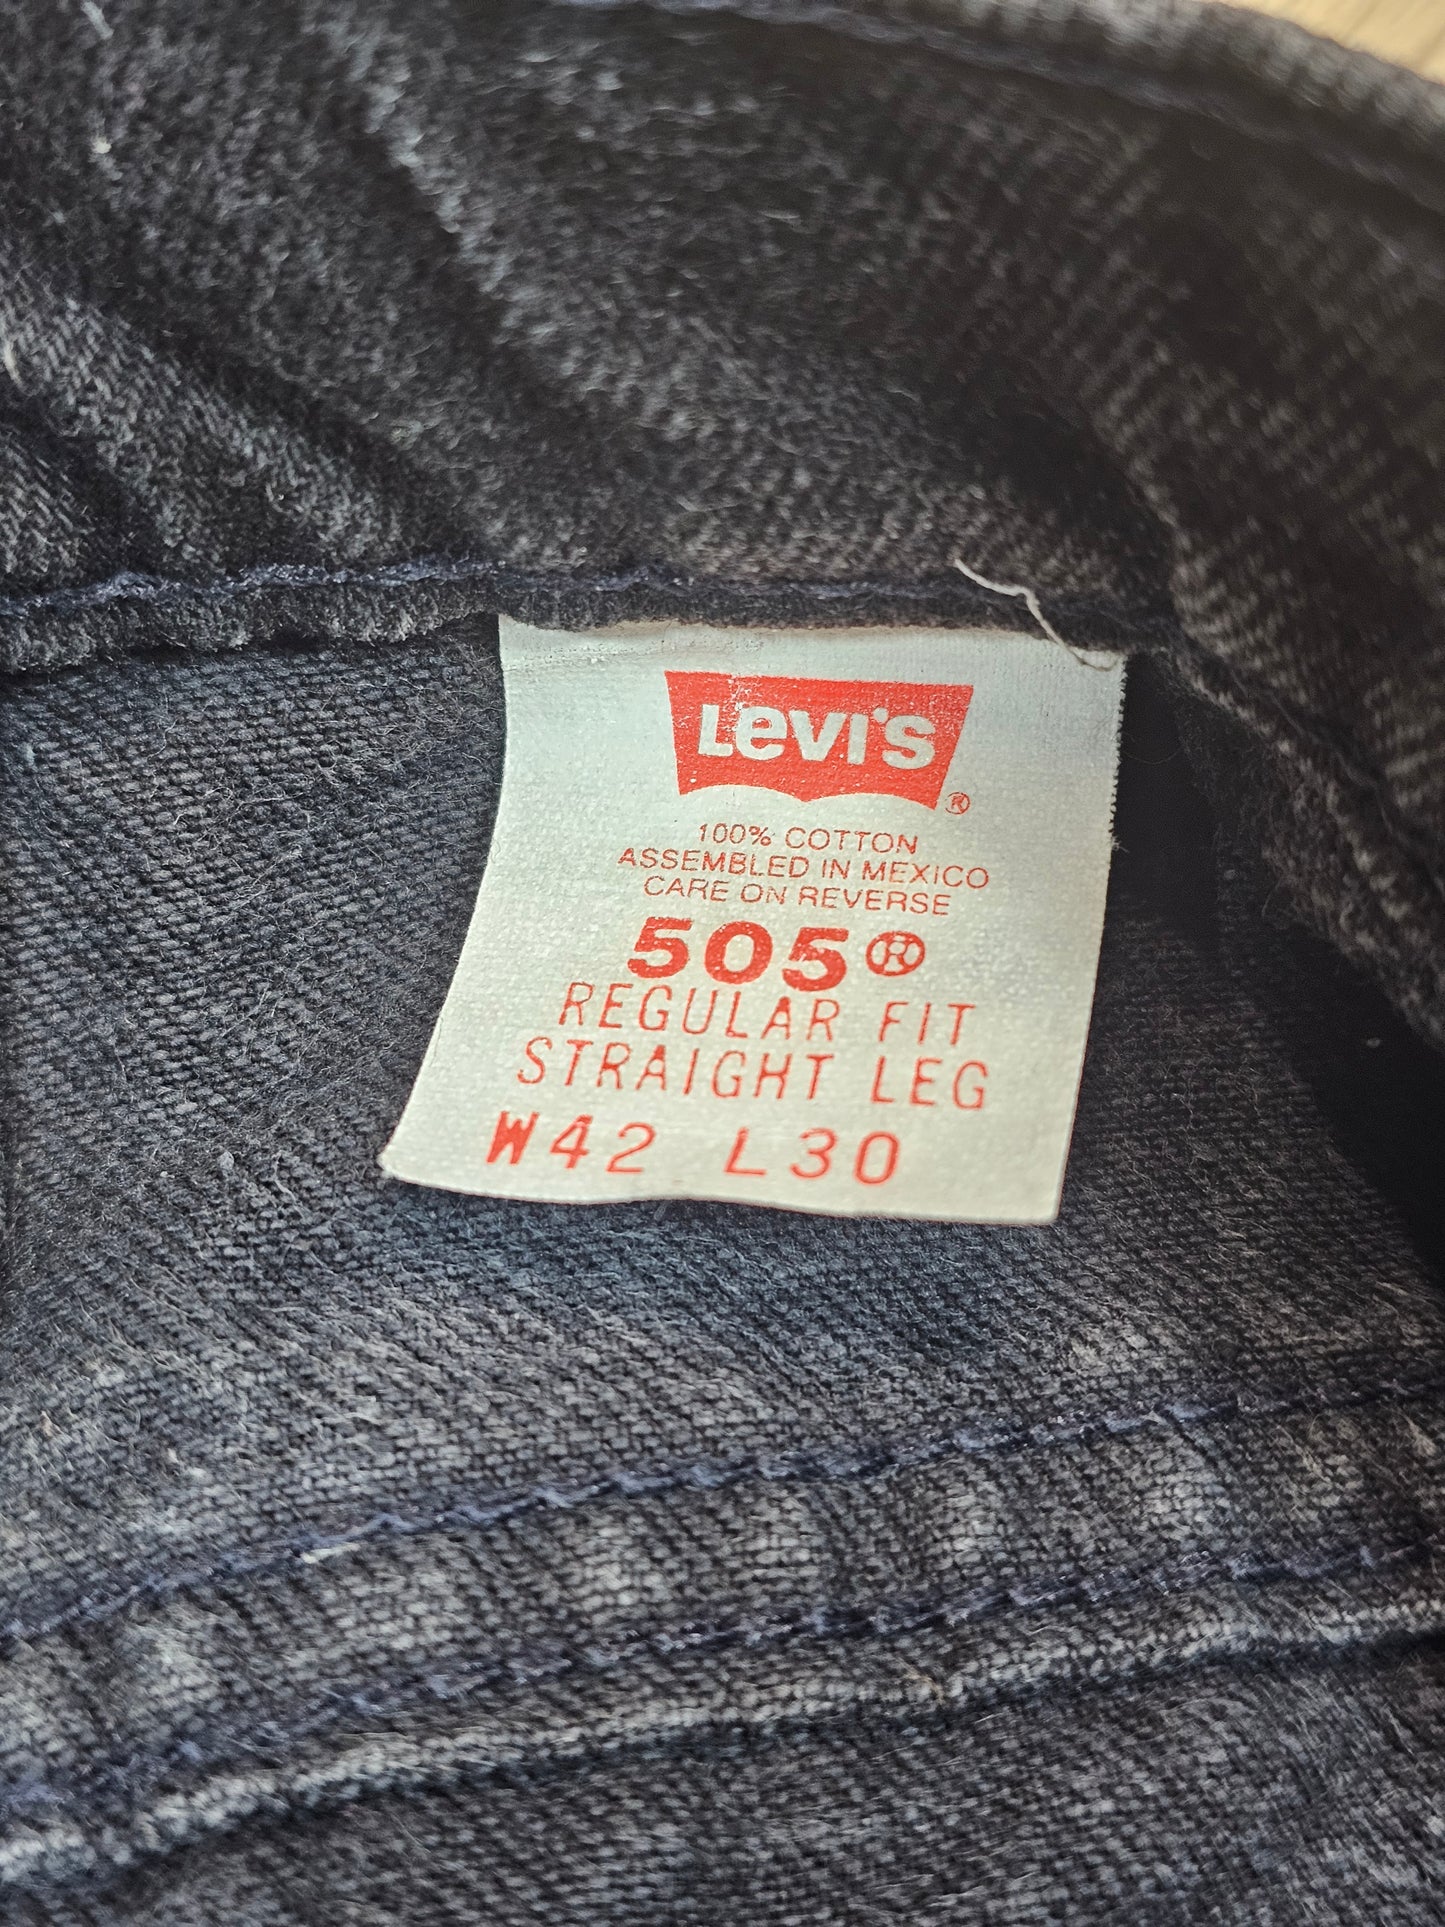 Levi's ®
100% COTTON
ASSEMBLED IN MEXICO
CARE ON REVERSE
505®
REGULAR FIT
STRAIGHT LEG
W42 L30